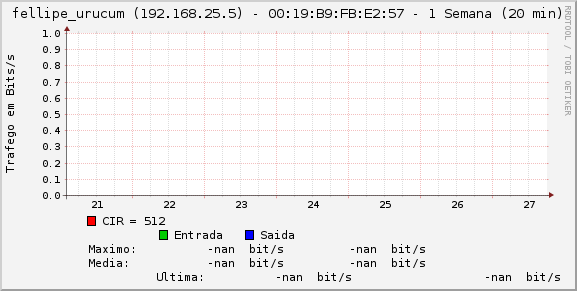 fellipe_urucum (192.168.25.5) - 00:19:B9:FB:E2:57 - 1 Semana (20 min)
RRDTOOL / TOBI OETIKER
Trafego em Bits/s
1.0
0.9
0.8
0.7
0.6
0.5
0.4
0.3
0.2
0.1
0.0
21 22 23 24 25 26 27
CIR = 512
Entrada Saida
Maximo: -nan bit/s -nan bit/s
Media: -nan bit/s -nan bit/s
Ultima: -nan bit/s -nan bit/s